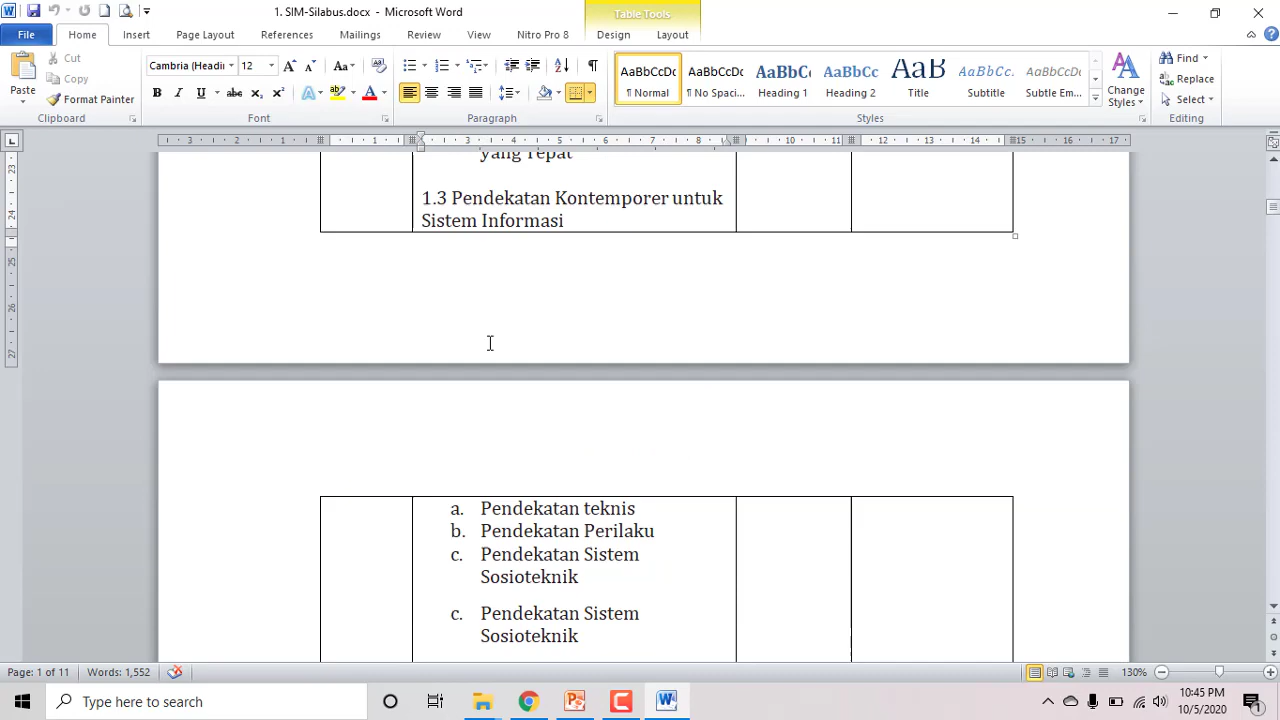 1. SIM-Silabus.docx - Microsoft Word
Table Tools
File Home Insert Page Layout References Mailings Review View Nitro Pro 8 Design Layout
Paste
Cut
Copy
Format Painter
Clipboard
Cambria (Headi 12
Font
Paragraph
AaBbCcDc
¶ Normal
AaBbCcDc
¶ No Spaci...
AaBbC
Heading 1
AaBbCc
Heading 2
AaB
Title
AaBbCc.
Subtitle
AaBbCcDc
Subtle Em...
Change
Styles
Styles
Find
Replace
Select
Editing
yang Tepat
1.3 Pendekatan Kontemporer untuk
Sistem Informasi
a. Pendekatan teknis
b. Pendekatan Perilaku
c. Pendekatan Sistem
Sosioteknik
c. Pendekatan Sistem
Sosioteknik
Page: 1 of 11 Words: 1,552 130%
Type here to search
10:45 PM
10/5/2020